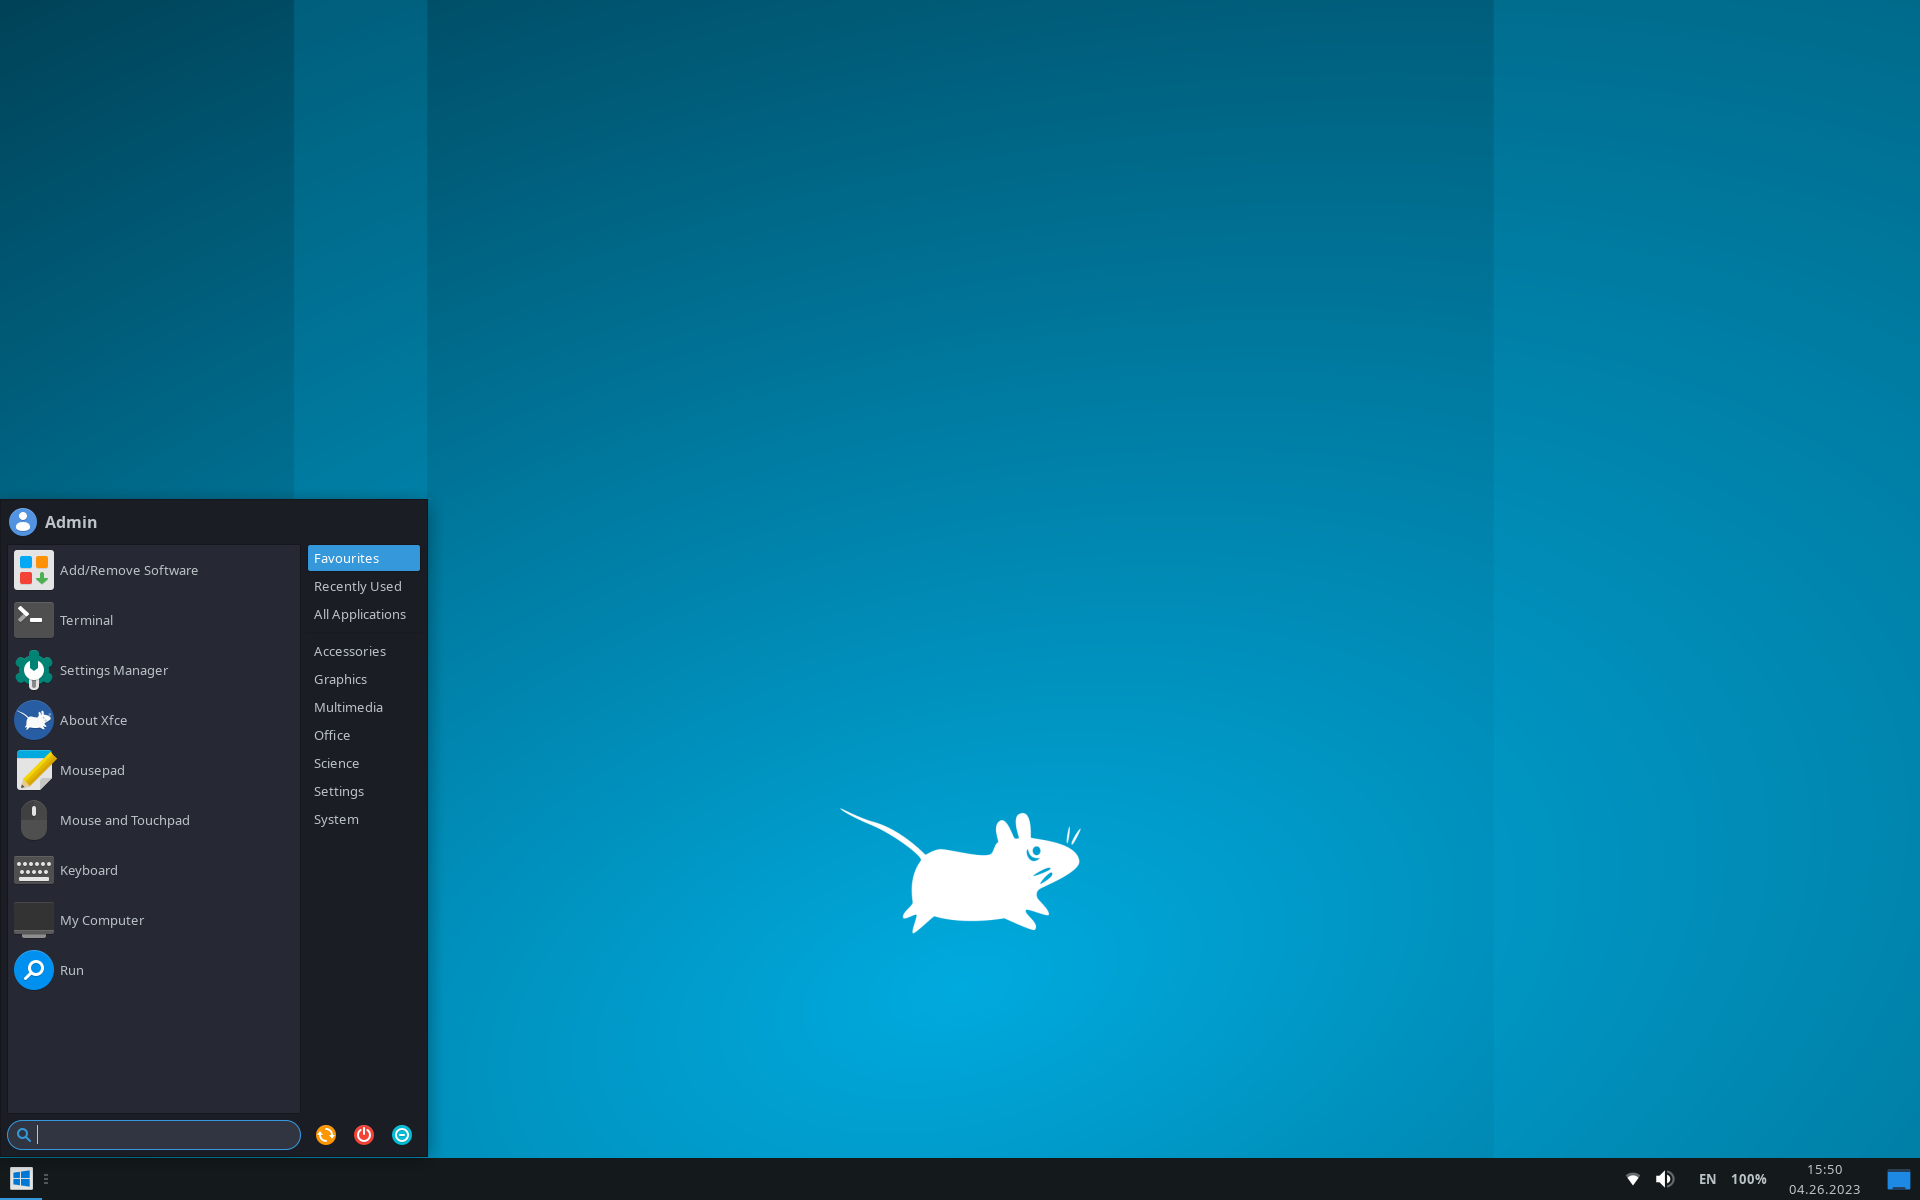 Admin
Add/Remove Software
Terminal
Settings Manager
About Xfce
Mousepad
Mouse and Touchpad
Keyboard
My Computer
Run
Favourites
Recently Used
All Applications
Accessories
Graphics
Multimedia
Office
Science
Settings
System
EN 100%
15:50
04.26.2023